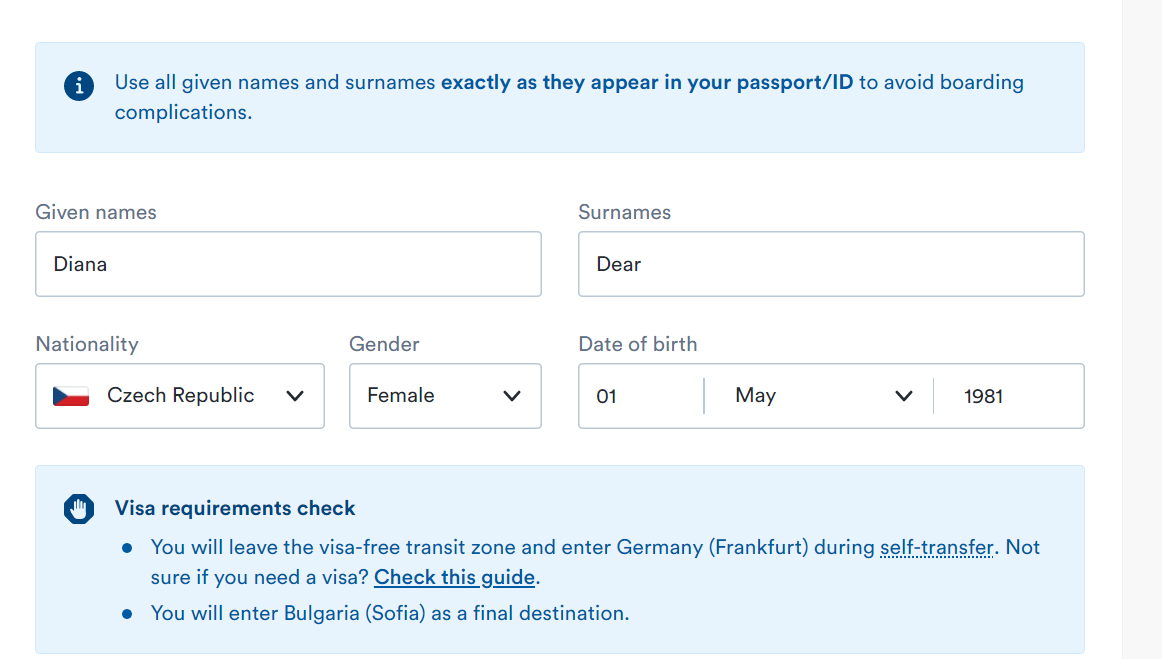 Use all given names and surnames exactly as they appear in your passport/ID to avoid boarding
complications.
Given names
Surnames
Diana
Dear
Nationality
Gender
Date of birth
Czech Republic
Female
01
May
1981
Visa requirements check
You will leave the visa-free transit zone and enter Germany (Frankfurt) during self-transfer. Not
sure if you need a visa? Check this guide.
You will enter Bulgaria (Sofia) as a final destination.